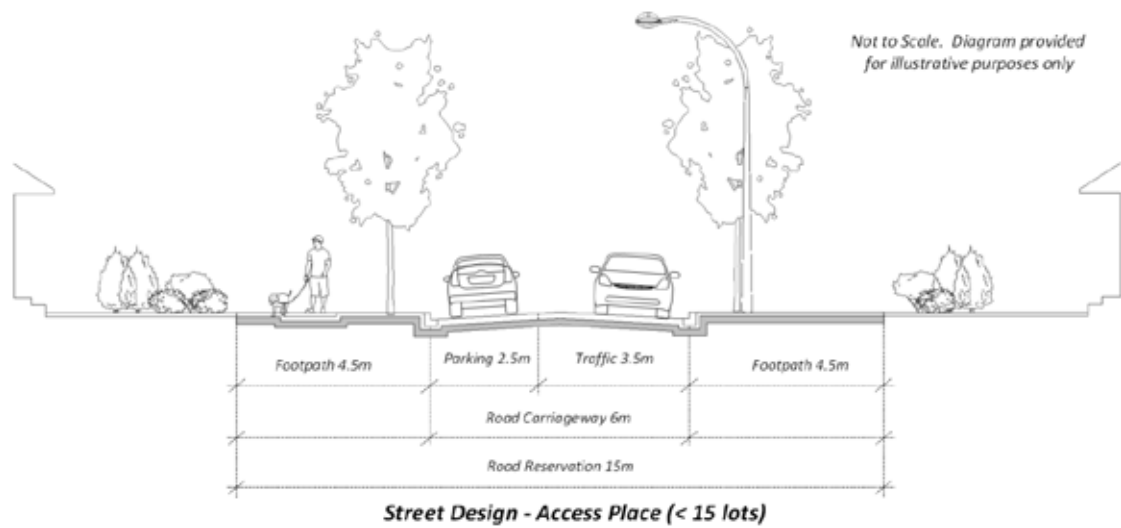 Not to Scale. Diagram provided
for illustrative purposes only
Footpath 4.5m
Parking 2.5m
Traffic 3.5m
Footpath 4.5m
Road Carriageway 6m
Road Reservation 15m
Street Design - Access Place (< 15 lots)